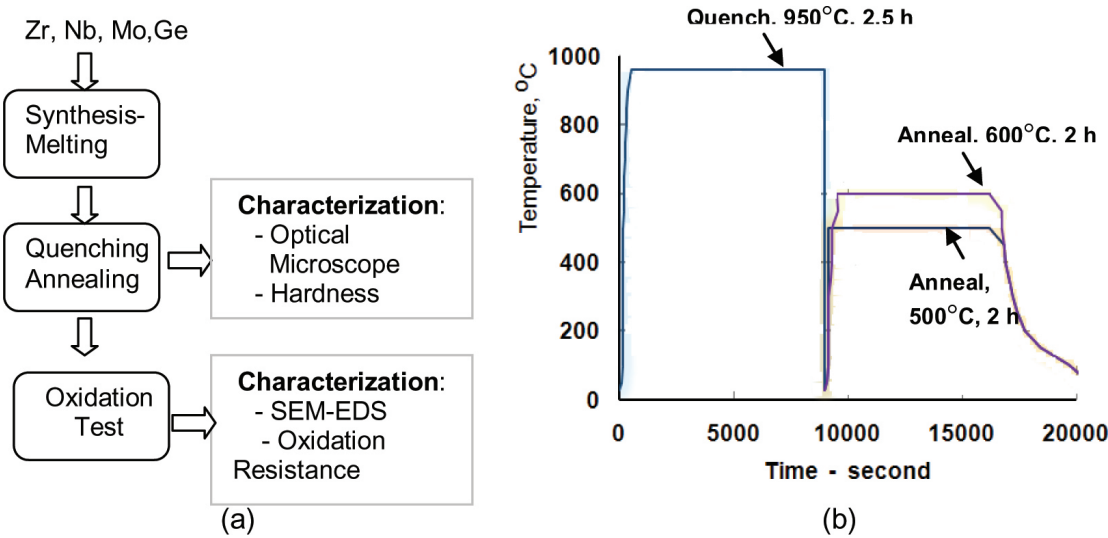 Zr, Nb, Mo,Ge
Synthesis-
Melting
Quenching
Annealing
Characterization:
- Optical
Microscope
- Hardness
Oxidation
Test
Characterization:
- SEM-EDS
- Oxidation
Resistance
(a)
Quench. 950°C. 2.5 h
Temperature, °C
1000
800
600
400
200
0
Anneal. 600°C. 2 h
Anneal,
500°C, 2 h
0
5000
10000
15000
20000
Time - second
(b)